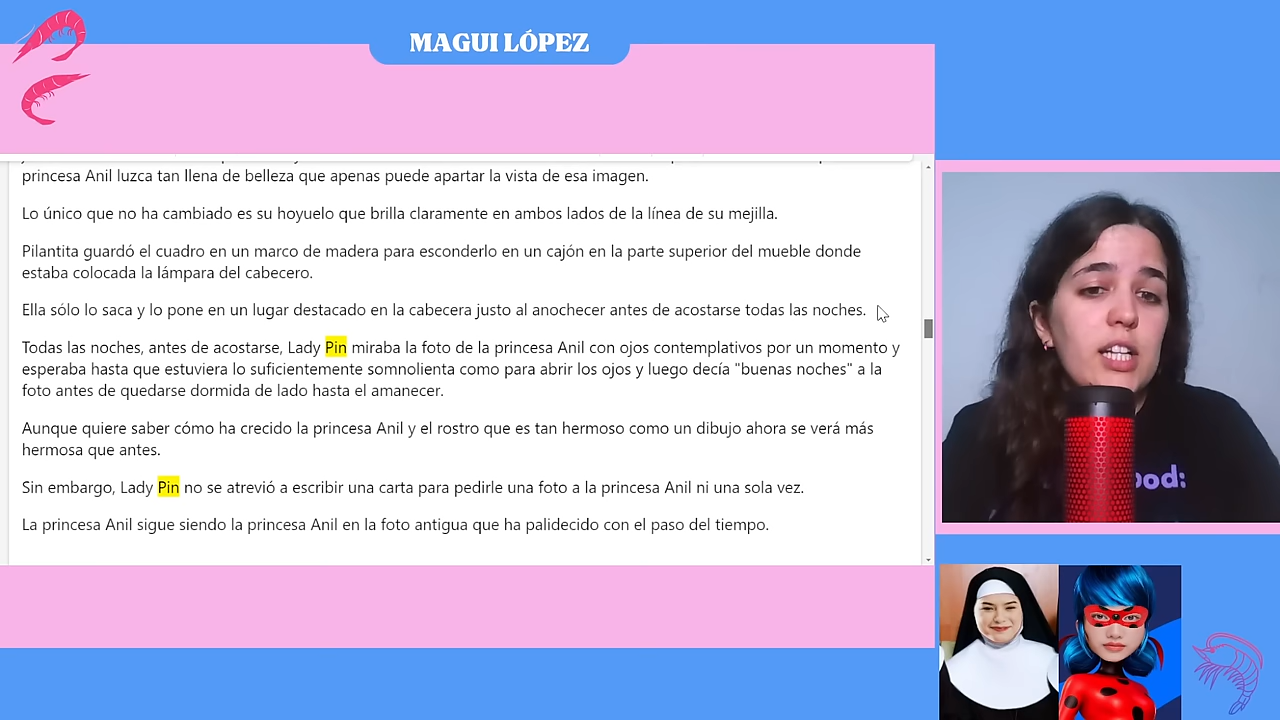 MAGUI LÓPEZ
princesa Anil luzca tan llena de belleza que apenas puede apartar la vista de esa imagen.
Lo único que no ha cambiado es su hoyuelo que brilla claramente en ambos lados de la línea de su mejilla.
Pilantita guardó el cuadro en un marco de madera para esconderlo en un cajón en la parte superior del mueble donde
estaba colocada la lámpara del cabecero.
Ella sólo lo saca y lo pone en un lugar destacado en la cabecera justo al anochecer antes de acostarse todas las noches.
Todas las noches, antes de acostarse, Lady Pin miraba la foto de la princesa Anil con ojos contemplativos por un momento y
esperaba hasta que estuviera lo suficientemente somnolienta como para abrir los ojos y luego decía "buenas noches" a la
foto antes de quedarse dormida de lado hasta el amanecer.
Aunque quiere saber cómo ha crecido la princesa Anil y el rostro que es tan hermoso como un dibujo ahora se verá más
hermosa que antes.
Sin embargo, Lady Pin no se atrevió a escribir una carta para pedirle una foto a la princesa Anil ni una sola vez.
La princesa Anil sigue siendo la princesa Anil en la foto antigua que ha palidecido con el paso del tiempo.